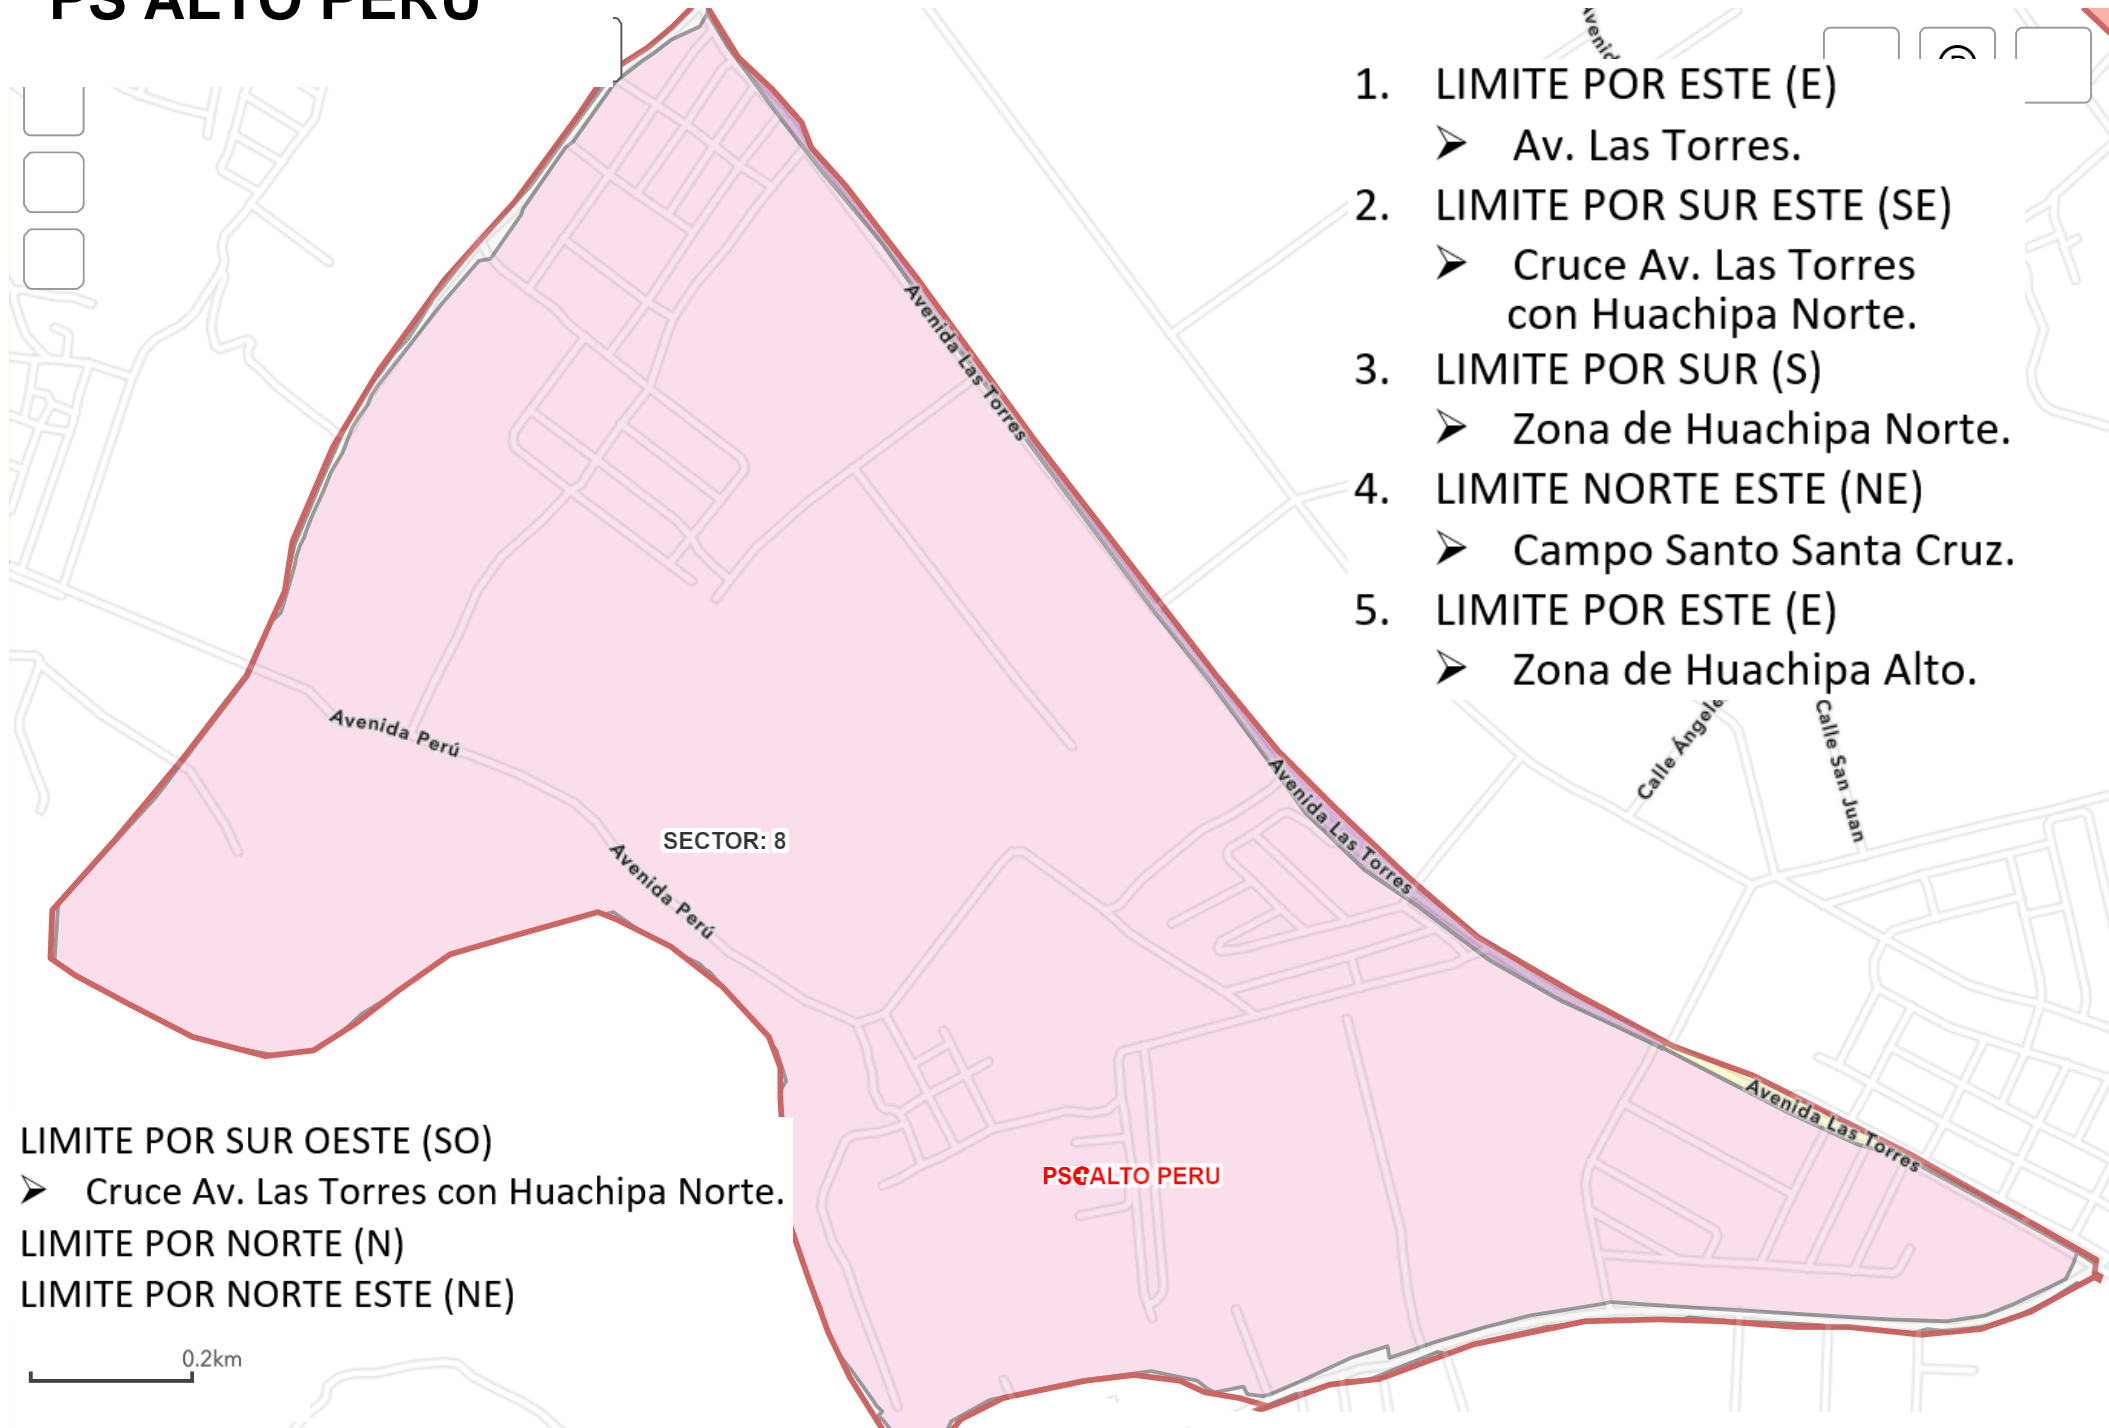 PS ALTO PERU
1. LIMITE POR ESTE (E)
➢ Av. Las Torres.
2. LIMITE POR SUR ESTE (SE)
➢ Cruce Av. Las Torres
con Huachipa Norte.
3. LIMITE POR SUR (S)
➢ Zona de Huachipa Norte.
4. LIMITE NORTE ESTE (NE)
➢ Campo Santo Santa Cruz.
5. LIMITE POR ESTE (E)
➢ Zona de Huachipa Alto.
Avenida Las Torres
Calle San Juan
Calle
Avenida Perú
Avenida Las Torres
SECTOR: 8
Avenida Perú
Avenida Las Torres
PS ALTO PERU
LIMITE POR SUR OESTE (SO)
➢ Cruce Av. Las Torres con Huachipa Norte.
LIMITE POR NORTE (N)
LIMITE POR NORTE ESTE (NE)
0.2km